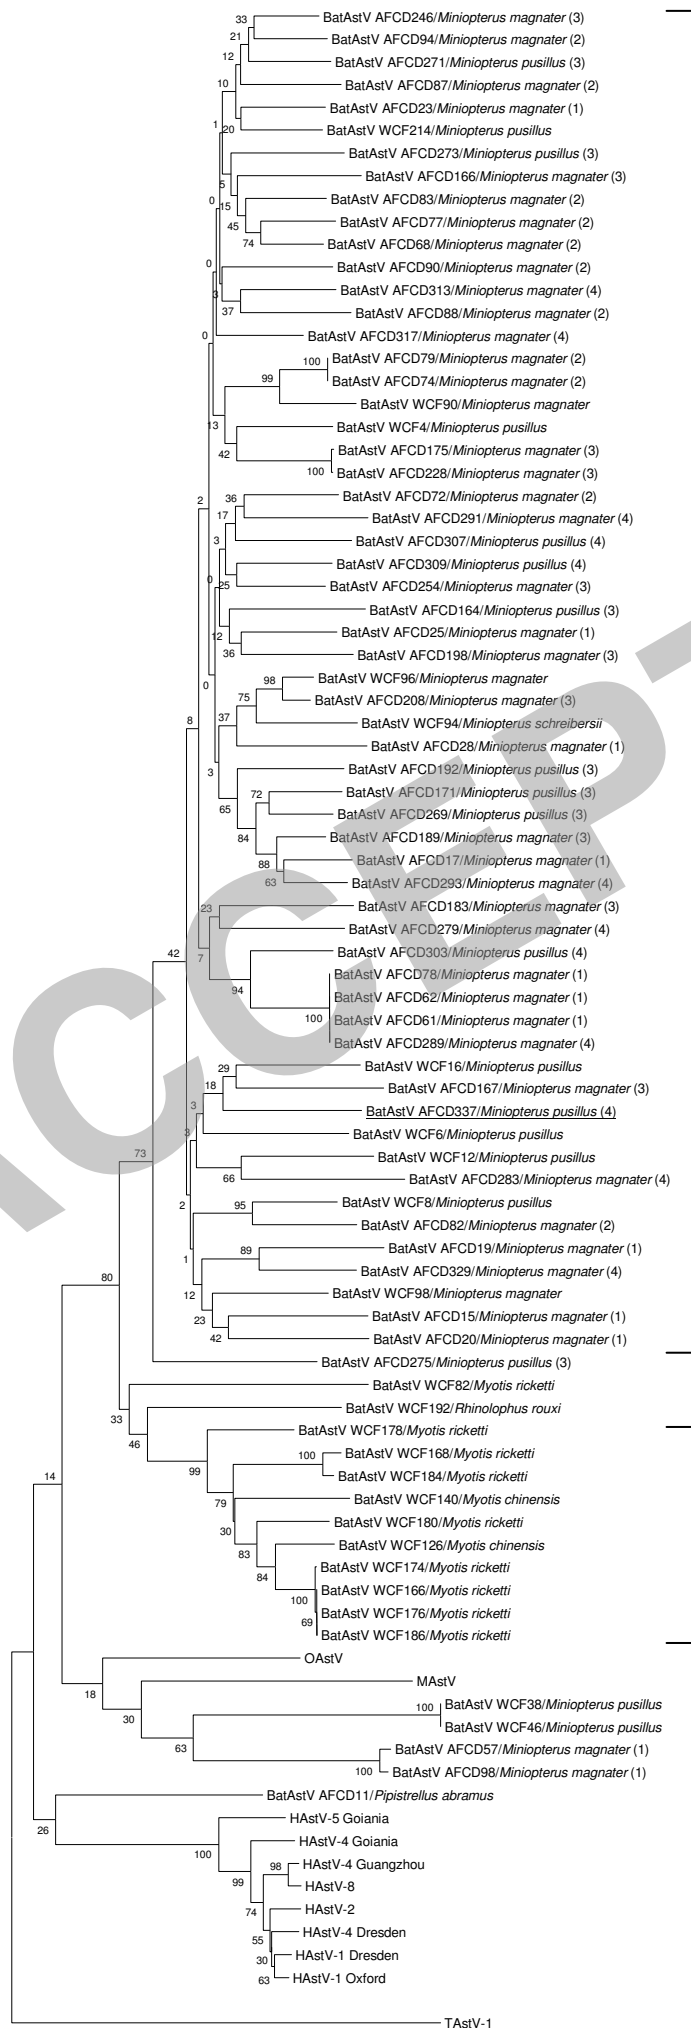 33 BatAstV AFCD246/Miniopterus magnater (3)
21 BatAstV AFCD94/Miniopterus magnater (2)
12 BatAstV AFCD271/Miniopterus pusillus (3)
10 BatAstV AFCD87/Miniopterus magnater (2)
BatAstV AFCD23/Miniopterus magnater (1)
1 20 BatAstV WCF214/Miniopterus pusillus
BatAstV AFCD273/Miniopterus pusillus (3)
5 BatAstV AFCD166/Miniopterus magnater (3)
0 15 BatAstV AFCD83/Miniopterus magnater (2)
45 BatAstV AFCD77/Miniopterus magnater (2)
74 BatAstV AFCD68/Miniopterus magnater (2)
0 BatAstV AFCD90/Miniopterus magnater (2)
3 BatAstV AFCD313/Miniopterus magnater (4)
37 BatAstV AFCD88/Miniopterus magnater (2)
0 BatAstV AFCD317/Miniopterus magnater (4)
100 BatAstV AFCD79/Miniopterus magnater (2)
99 BatAstV AFCD74/Miniopterus magnater (2)
BatAstV WCF90/Miniopterus magnater
13 BatAstV WCF4/Miniopterus pusillus
42 BatAstV AFCD175/Miniopterus magnater (3)
100 BatAstV AFCD228/Miniopterus magnater (3)
2 36 BatAstV AFCD72/Miniopterus magnater (2)
17 BatAstV AFCD291/Miniopterus magnater (4)
3 BatAstV AFCD307/Miniopterus pusillus (4)
BatAstV AFCD309/Miniopterus pusillus (4)
0 25 BatAstV AFCD254/Miniopterus magnater (3)
BatAstV AFCD164/Miniopterus pusillus (3)
12 BatAstV AFCD25/Miniopterus magnater (1)
36 BatAstV AFCD198/Miniopterus magnater (3)
0 98 BatAstV WCF96/Miniopterus magnater
75 BatAstV AFCD208/Miniopterus magnater (3)
8 37 BatAstV WCF94/Miniopterus schreibersii
BatAstV AFCD28/Miniopterus magnater (1)
3 BatAstV AFCD192/Miniopterus pusillus (3)
72 BatAstV AFCD171/Miniopterus pusillus (3)
65 BatAstV AFCD269/Miniopterus pusillus (3)
84 BatAstV AFCD189/Miniopterus magnater (3)
88 BatAstV AFCD17/Miniopterus magnater (1)
63 BatAstV AFCD293/Miniopterus magnater (4)
23 BatAstV AFCD183/Miniopterus magnater (3)
BatAstV AFCD279/Miniopterus magnater (4)
42 7 BatAstV AFCD303/Miniopterus pusillus (4)
BatAstV AFCD78/Miniopterus magnater (1)
94 BatAstV AFCD62/Miniopterus magnater (1)
100 BatAstV AFCD61/Miniopterus magnater (1)
BatAstV AFCD289/Miniopterus magnater (4)
29 BatAstV WCF16/Miniopterus pusillus
18 BatAstV AFCD167/Miniopterus magnater (3)
3 BatAstV AFCD337/Miniopterus pusillus (4)
3 BatAstV WCF6/Miniopterus pusillus
73 BatAstV WCF12/Miniopterus pusillus
66 BatAstV AFCD283/Miniopterus magnater (4)
2 95 BatAstV WCF8/Miniopterus pusillus
BatAstV AFCD82/Miniopterus magnater (2)
1 89 BatAstV AFCD19/Miniopterus magnater (1)
80 BatAstV AFCD329/Miniopterus magnater (4)
12 BatAstV WCF98/Miniopterus magnater
23 BatAstV AFCD15/Miniopterus magnater (1)
42 BatAstV AFCD20/Miniopterus magnater (1)
BatAstV AFCD275/Miniopterus pusillus (3)
BatAstV WCF82/Myotis ricketti
33 BatAstV WCF192/Rhinolophus rouxi
46 BatAstV WCF178/Myotis ricketti
100 BatAstV WCF168/Myotis ricketti
14 99 BatAstV WCF184/Myotis ricketti
79 BatAstV WCF140/Myotis chinensis
30 BatAstV WCF180/Myotis ricketti
83 BatAstV WCF126/Myotis chinensis
84 BatAstV WCF174/Myotis ricketti
100 BatAstV WCF166/Myotis ricketti
69 BatAstV WCF176/Myotis ricketti
BatAstV WCF186/Myotis ricketti
OAstV
18 MAstV
30 100 BatAstV WCF38/Miniopterus pusillus
BatAstV WCF46/Miniopterus pusillus
63 BatAstV AFCD57/Miniopterus magnater (1)
100 BatAstV AFCD98/Miniopterus magnater (1)
BatAstV AFCD11/Pipistrellus abramus
26 HAstV-5 Goiania
100 HAstV-4 Goiania
99 98 HAstV-4 Guangzhou
HAstV-8
74 HAstV-2
55 HAstV-4 Dresden
30 HAstV-1 Dresden
63 HAstV-1 Oxford
TAstV-1
ACCEPT